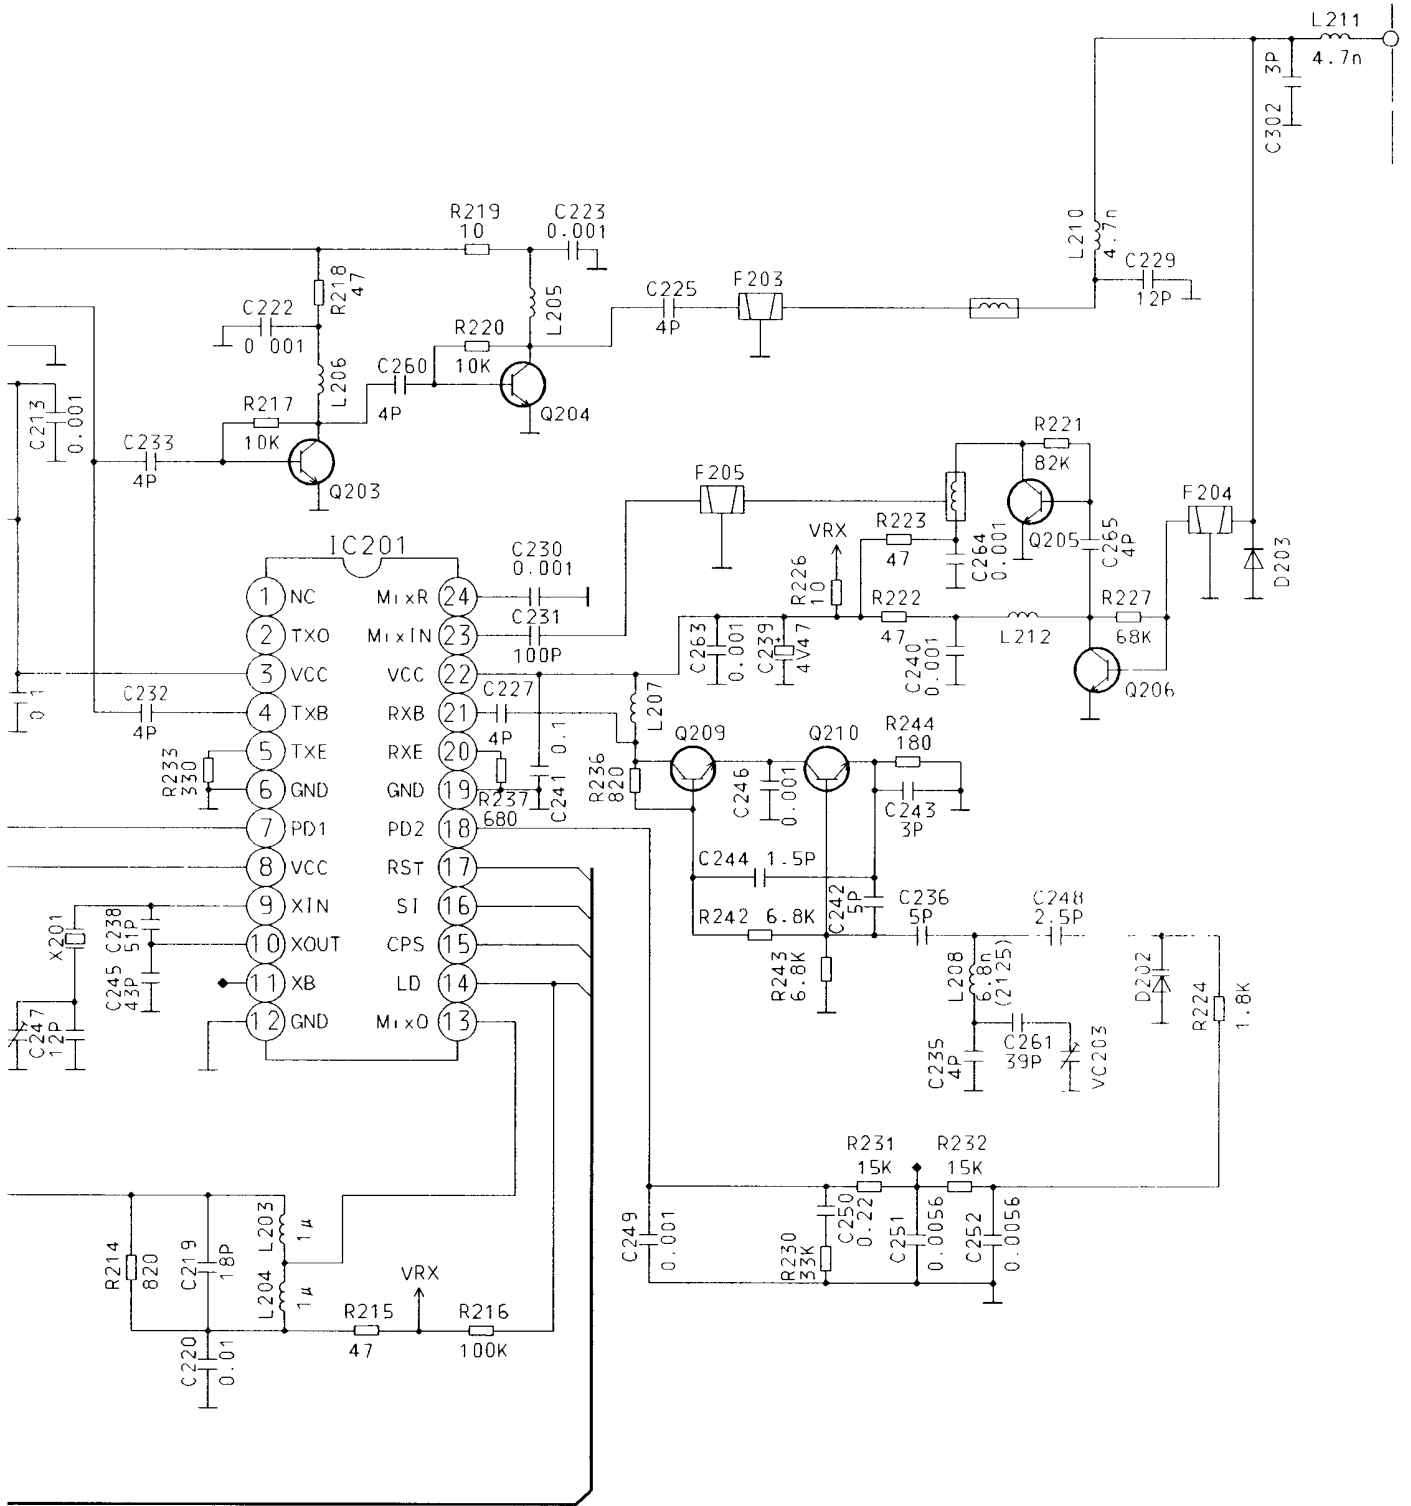 L211
4.7n
3P
C302
L210
4.7n
C229
12P
R219
10
C223
0.001
R218
47
C222
0 001
L206
L205
C225
4P
F203
R220
10K
C260
4P
Q204
C213
0.001
R217
10K
C233
4P
Q203
F205
R221
82K
Q205
C265
4P
F204
D203
R223
47
C264
0.001
VRX
R226
10
R222
47
C240
0.001
L212
R227
68K
Q206
C263
0.001
C239
+
4V47
IC201
C230
0.001
C231
100P
1 NC
2 TXO
3 VCC
4 TXB
5 TXE
6 GND
7 PD1
8 VCC
9 XIN
10 XOUT
11 XB
12 GND
MixR 24
MixIN 23
VCC 22
RXB 21
RXE 20
GND 19
PD2 18
RST 17
SI 16
CPS 15
LD 14
MixO 13
0 1
C232
4P
R233
330
C227
4P
R237
680
C241
0.1
L207
R236
820
Q209
Q210
C246
0.001
R244
180
C243
3P
C244 1.5P
C242
5P
R242 6.8K
R243
6.8K
C236
5P
C248
2.5P
L208
6.8n
(2125)
C235
4P
C261
39P
VC203
D202
R224
1.8K
X201
C238
51P
C245
43P
C247
12P
R231
15K
R232
15K
C249
0.001
C250
0.22
R230
33K
C251
0.0056
C252
0.0056
R214
820
C219
18P
L203
1μ
L204
1μ
C220
0.01
R215
47
VRX
R216
100K